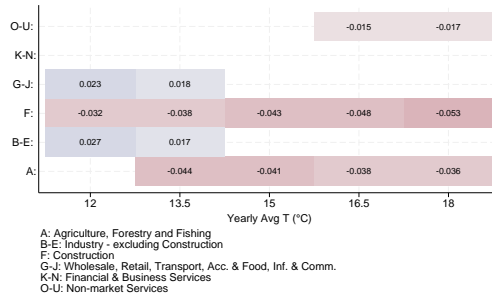 O-U: -0.015 -0.017
K-N:
G-J: 0.023 0.018
F: -0.032 -0.038 -0.043 -0.048 -0.053
B-E: 0.027 0.017
A: -0.044 -0.041 -0.038 -0.036
12 13.5 15 16.5 18
Yearly Avg T (°C)
A: Agriculture, Forestry and Fishing
B-E: Industry - excluding Construction
F: Construction
G-J: Wholesale, Retail, Transport, Acc. & Food, Inf. & Comm.
K-N: Financial & Business Services
O-U: Non-market Services